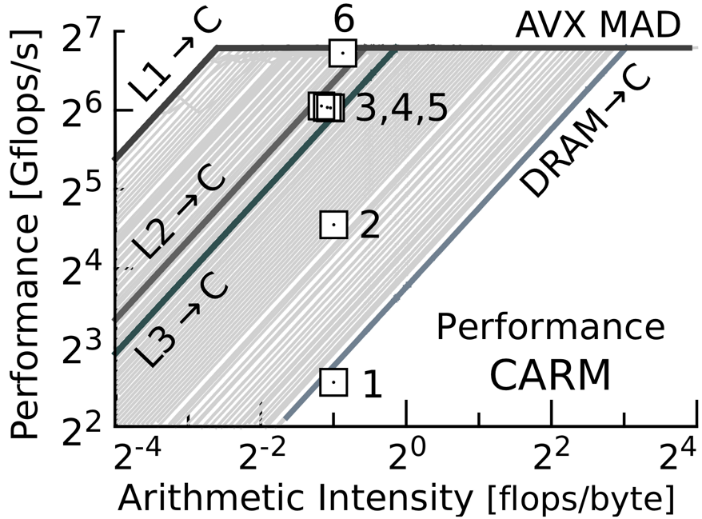 6
AVX MAD
2^7
L1→C
2^6
3,4,5
DRAM→C
2^5
L2→C
2
2^4
L3→C
Performance
2^3
CARM
1
2^2
Performance [Gflops/s]
2^-4
2^-2
2^0
2^2
2^4
Arithmetic Intensity [flops/byte]